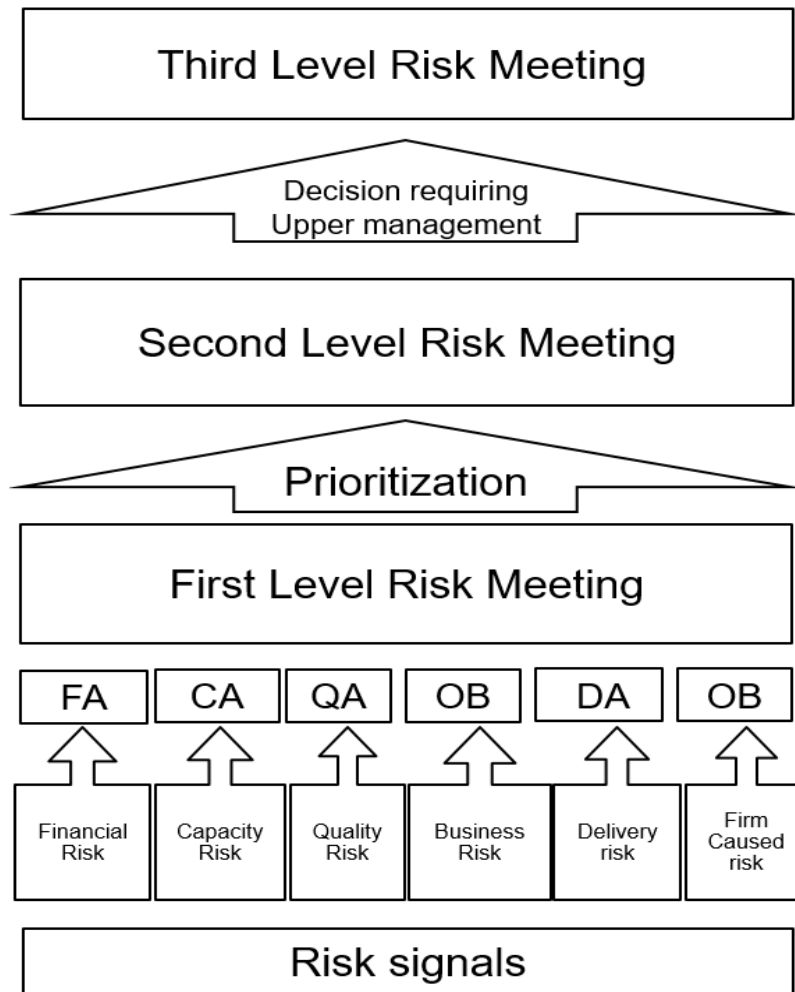 Third Level Risk Meeting
Decision requiring
Upper management
Second Level Risk Meeting
Prioritization
First Level Risk Meeting
FA
CA
QA
OB
DA
OB
Financial
Risk
Capacity
Risk
Quality
Risk
Business
Risk
Delivery
risk
Firm
Caused
risk
Risk signals